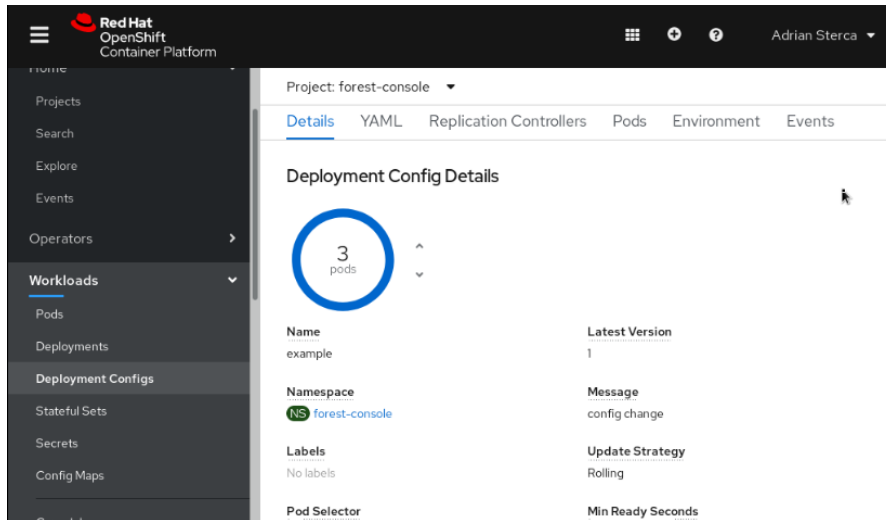 Red Hat
OpenShift
Container Platform
Adrian Sterca
Home
Projects
Search
Explore
Events
Operators
Workloads
Pods
Deployments
Deployment Configs
Stateful Sets
Secrets
Config Maps
Project: forest-console
Details YAML Replication Controllers Pods Environment Events
Deployment Config Details
3
pods
Name
example
Latest Version
1
Namespace
NS forest-console
Message
config change
Labels
No labels
Update Strategy
Rolling
Pod Selector
Min Ready Seconds